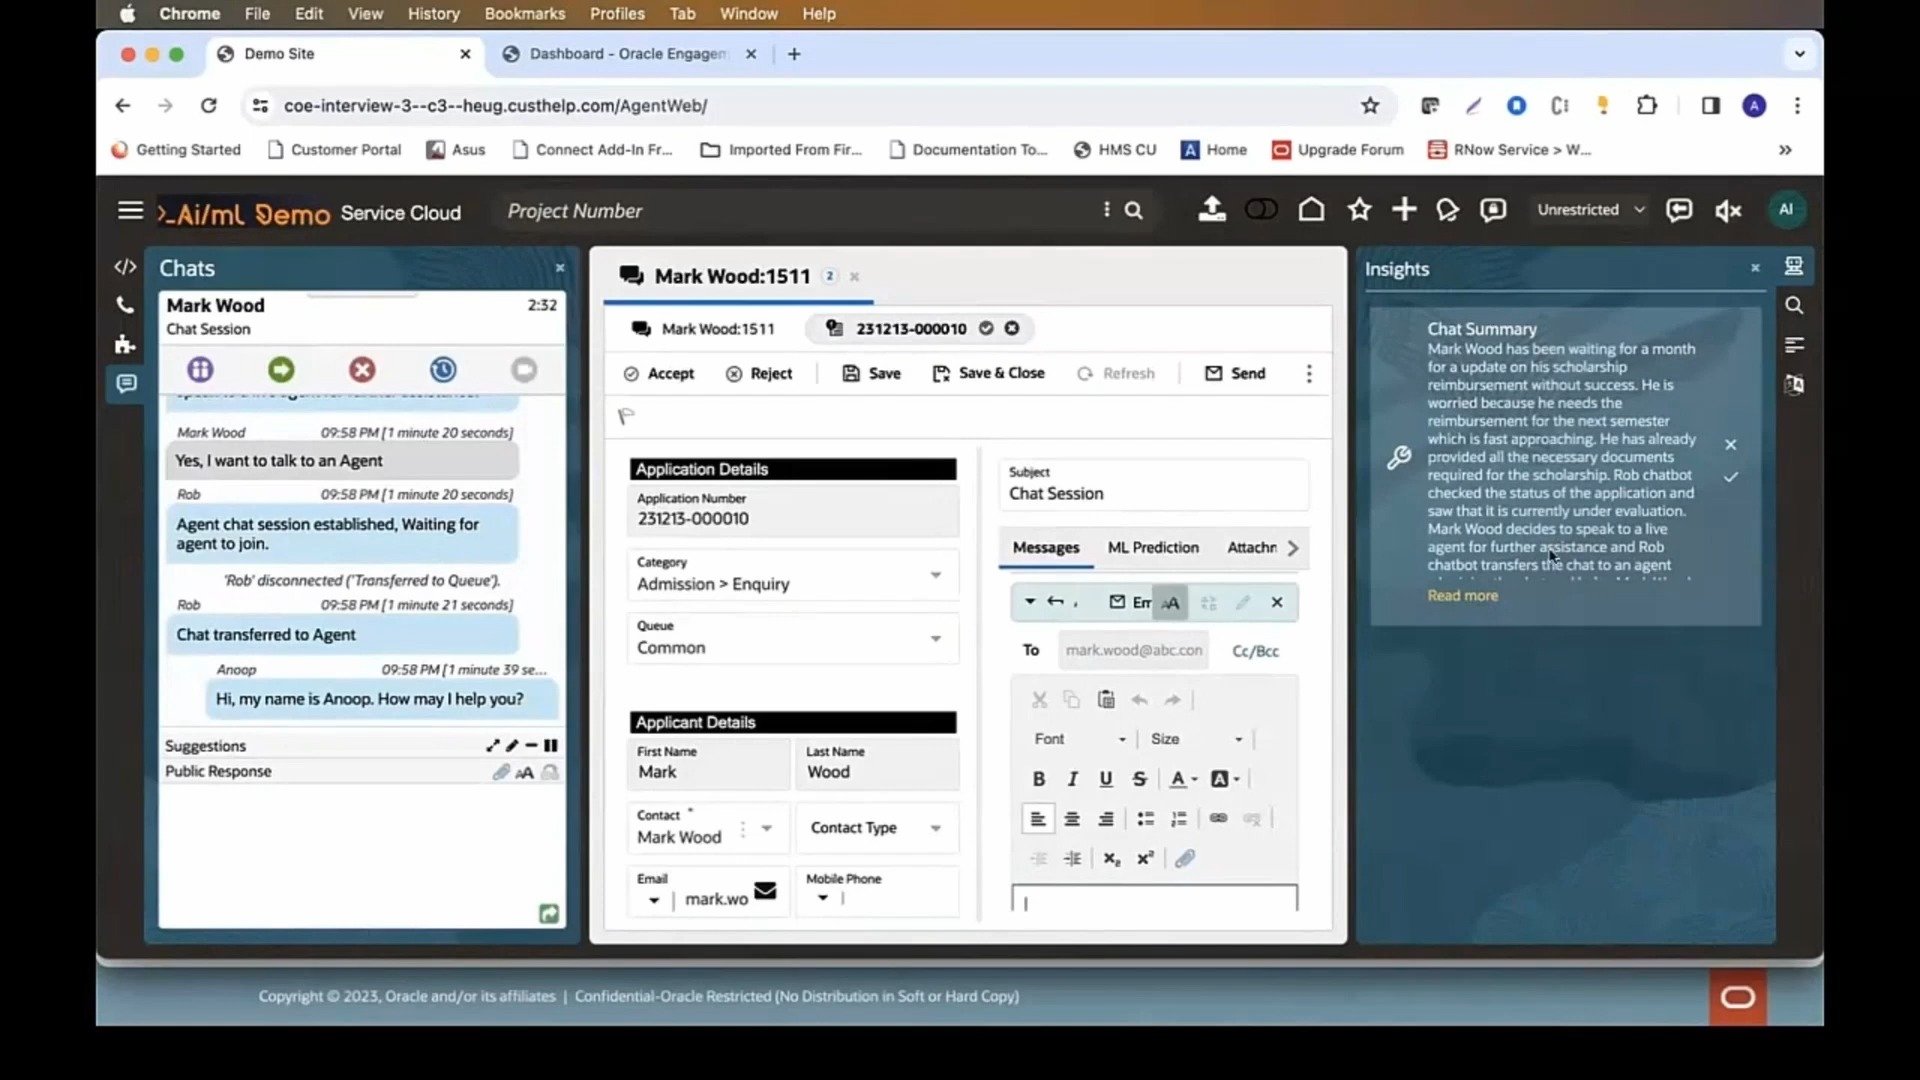 Chrome File Edit View History Bookmarks Profiles Tab Window Help
Demo Site
Dashboard - Oracle Engagem
coe-interview-3--c3--heug.custhelp.com/AgentWeb/
A
Getting Started Customer Portal Asus Connect Add-In Fr... Imported From Fir... Documentation To... HMS CU Home Upgrade Forum RNow Service > W...
>_Ai/ml Demo Service Cloud
Project Number
Unrestricted
AI
Chats
Mark Wood 2:32
Chat Session
Mark Wood 09:58 PM [1 minute 20 seconds]
Yes, I want to talk to an Agent
Rob 09:58 PM [1 minute 20 seconds]
Agent chat session established, Waiting for
agent to join.
'Rob' disconnected ('Transferred to Queue').
Rob 09:58 PM [1 minute 21 seconds]
Chat transferred to Agent
Anoop 09:58 PM [1 minute 39 se...
Hi, my name is Anoop. How may I help you?
Suggestions
Public Response
Mark Wood:1511 2
Mark Wood:1511 231213-000010
Accept Reject Save Save & Close Refresh Send
Application Details
Application Number
231213-000010
Category
Admission > Enquiry
Queue
Common
Applicant Details
First Name
Mark
Last Name
Wood
Contact *
Mark Wood
Contact Type
Email
mark.wo
Mobile Phone
Subject
Chat Session
Messages ML Prediction Attachn
Em
To mark.wood@abc.con Cc/Bcc
Font Size
B I U S A A
X₂ X²
Insights
Chat Summary
Mark Wood has been waiting for a month
for a update on his scholarship
reimbursement without success. He is
worried because he needs the
reimbursement for the next semester
which is fast approaching. He has already
provided all the necessary documents
required for the scholarship. Rob chatbot
checked the status of the application and
saw that it is currently under evaluation.
Mark Wood decides to speak to a live
agent for further assistance and Rob
chatbot transfers the chat to an agent
Read more
Copyright © 2023, Oracle and/or its affiliates | Confidential-Oracle Restricted (No Distribution in Soft or Hard Copy)